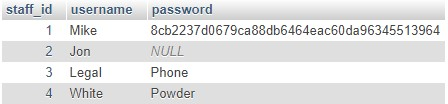 staff_id username password
1 Mike 8cb2237d0679ca88db6464eac60da96345513964
2 Jon NULL
3 Legal Phone
4 White Powder